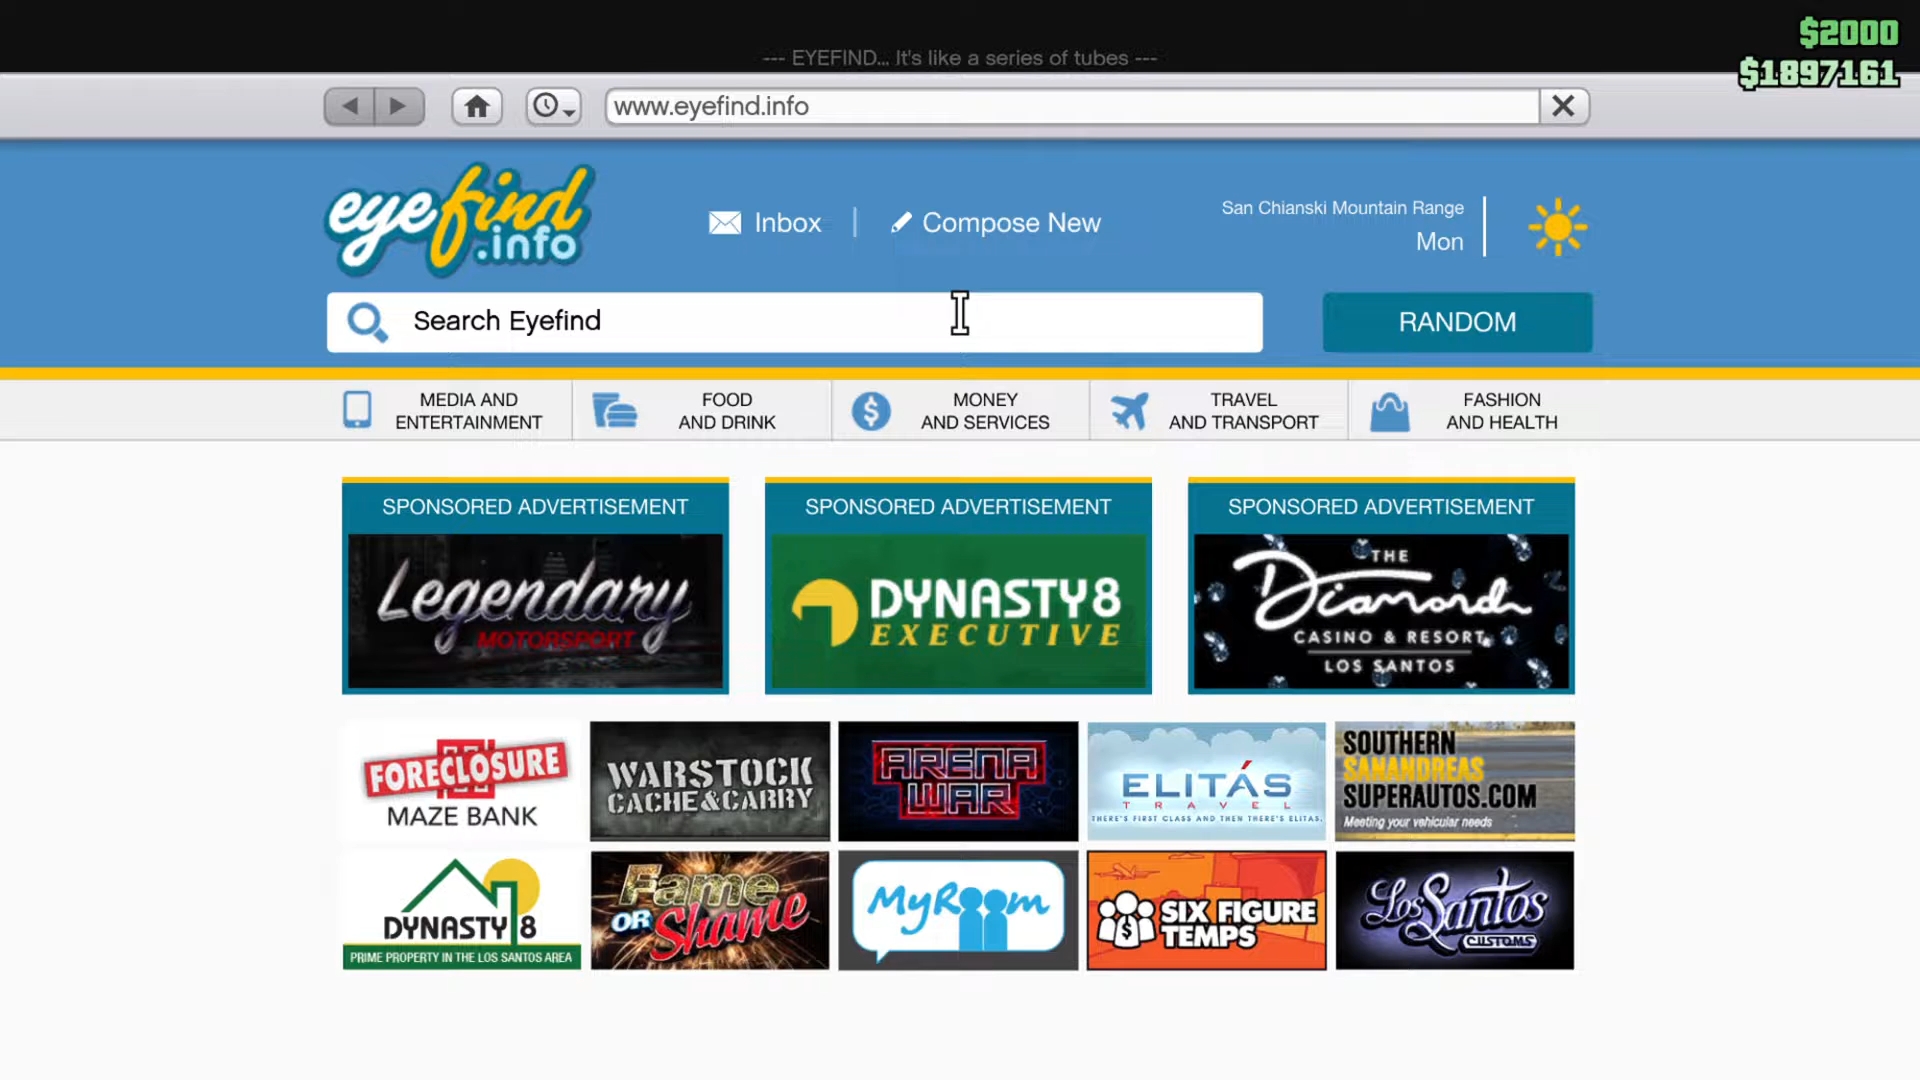 $2000
--- EYEFIND... It's like a series of tubes ---
$1897161
www.eyefind.info
eyefind
.info
Inbox
Compose New
San Chianski Mountain Range
Mon
Search Eyefind
RANDOM
MEDIA AND
ENTERTAINMENT
FOOD
AND DRINK
MONEY
AND SERVICES
TRAVEL
AND TRANSPORT
FASHION
AND HEALTH
SPONSORED ADVERTISEMENT
Legendary
MOTORSPORT
SPONSORED ADVERTISEMENT
DYNASTY8
EXECUTIVE
SPONSORED ADVERTISEMENT
THE
Diamond
CASINO & RESORT
LOS SANTOS
FORECLOSURE
MAZE BANK
WARSTOCK
CACHE&CARRY
ARENA
WAR
ELITÁS
TRAVEL
THERE'S FIRST CLASS AND THEN THERE'S ELITAS.
SOUTHERN
SANANDREAS
SUPERAUTOS.COM
Meeting your vehicular needs
DYNASTY 8
PRIME PROPERTY IN THE LOS SANTOS AREA
Fame
OR Shame
MyRoom
SIX FIGURE
TEMPS
Los Santos
CUSTOMS